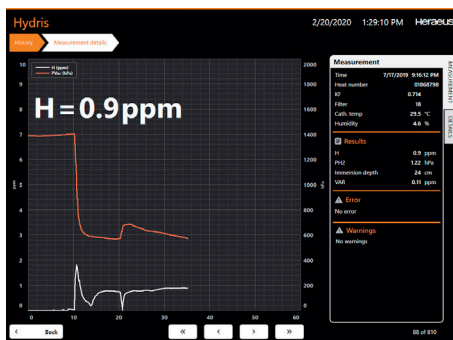 Hydris
2/20/2020 1:29:10 PM Heraeus
History Measurement details
10 2000
H (ppm)
PVac (hPa)
9 1800
8 1600
7 1400
6 1200
5 1000
4 800
3 600
2 400
1 200
0 0
ppm
hPa
0 10 20 30 40 50 60
H = 0.9 ppm
Measurement
Time 7/17/2019 9:16:12 PM
Heat number 01868798
KF 0.714
Filter 18
Cath. temp 29.5 °C
Humidity 4.6 %
Results
H 0.9 ppm
PH2 1.22 hPa
Immersion depth 24 cm
VAR 0.11 ppm
Error
No error
Warnings
No warnings
MEASUREMENT
DETAILS
< Back
« < > »
88 of 810